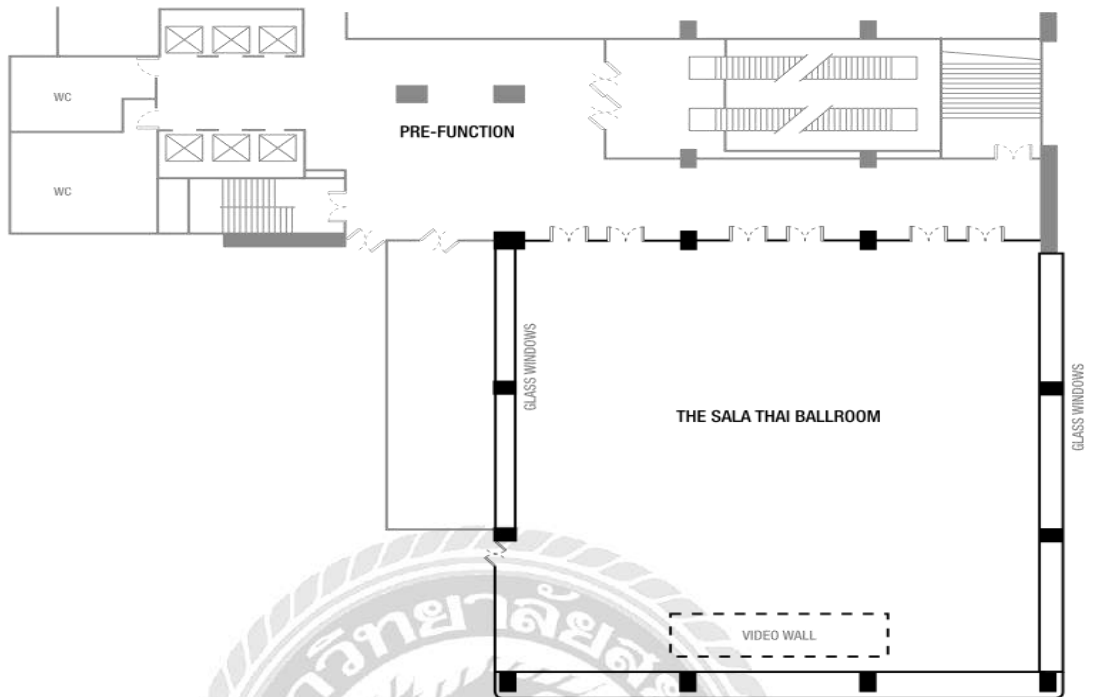 WC
PRE-FUNCTION
WC
GLASS WINDOWS
GLASS WINDOWS
THE SALA THAI BALLROOM
VIDEO WALL